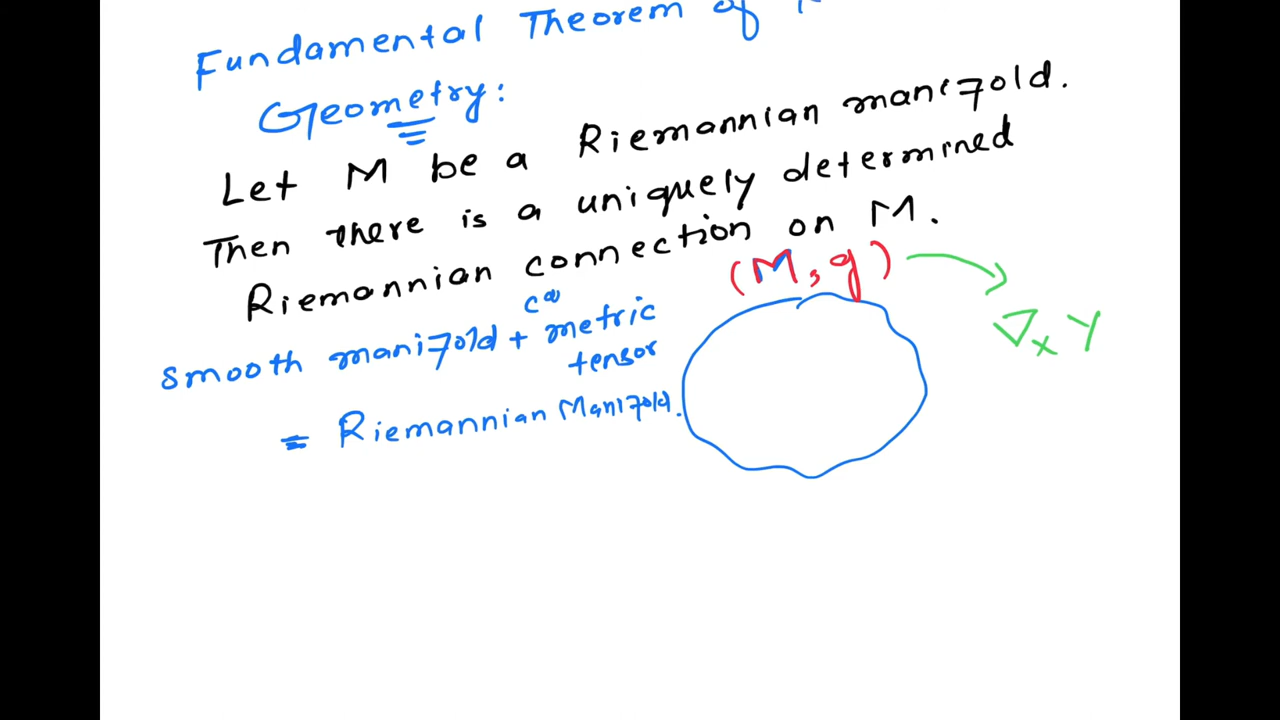 Fundamental Theorem of
Geometry:
Let M be a Riemannian manifold.
Then there is a uniquely determined
Riemannian connection on M.
(M, g)
∇ₓ Y
C∞
smooth manifold + metric
tensor
= Riemannian Manifold.